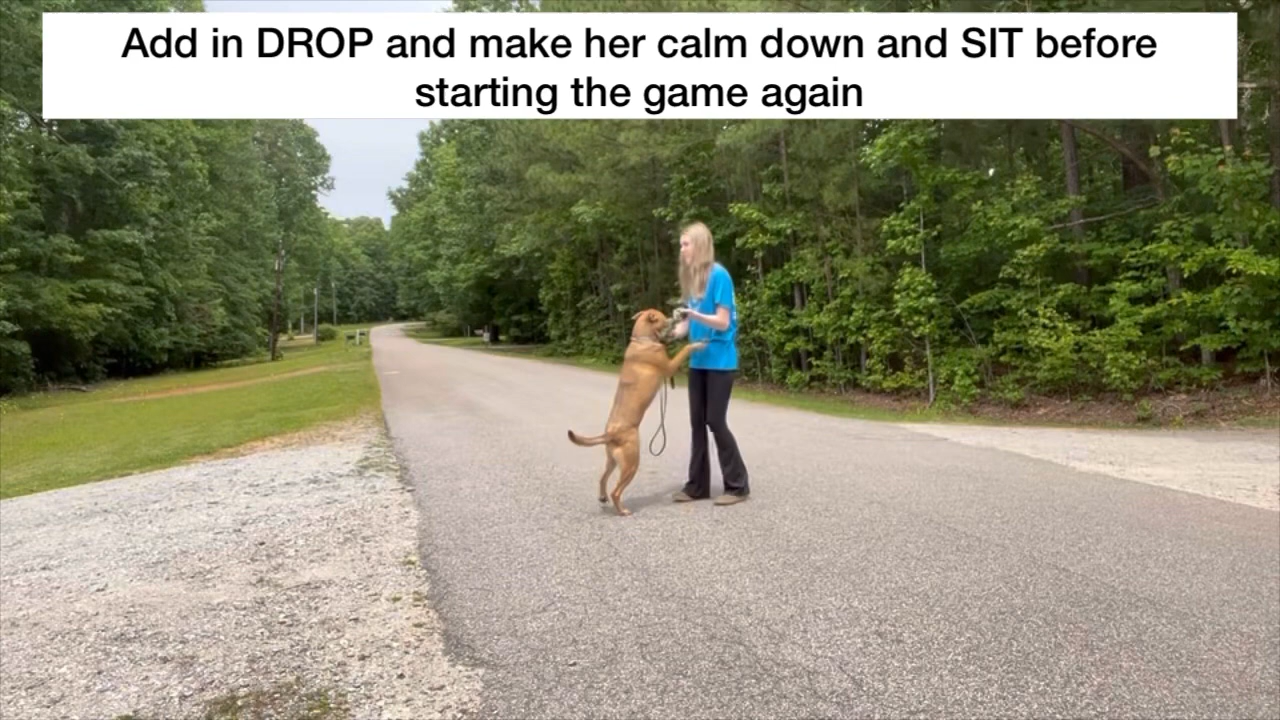 Add in DROP and make her calm down and SIT before
starting the game again